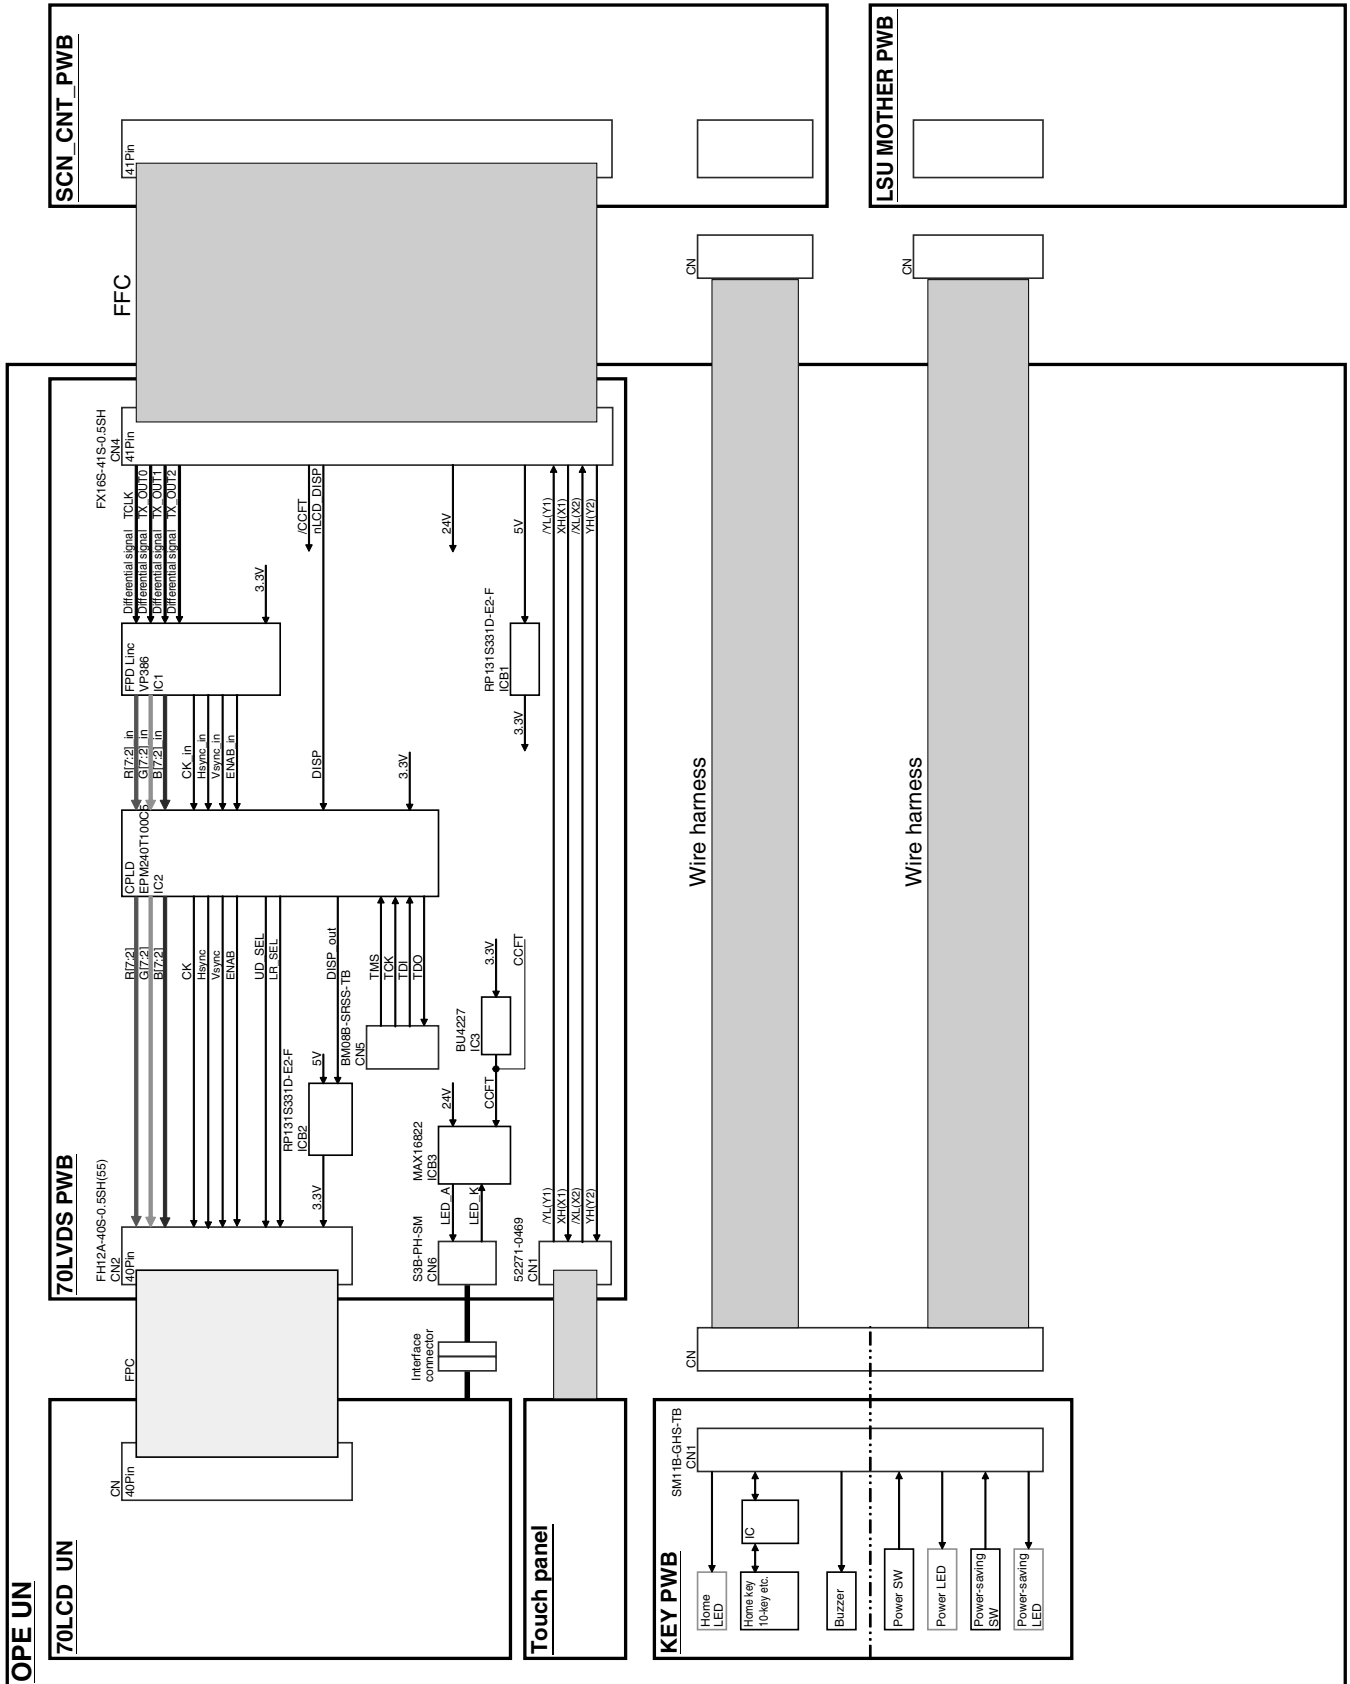 OPE UN
70LCD UN
CN
40Pin
FPC
Interface
connector
Touch panel
70LVDS PWB
FH12A-40S-0.5SH(55)
CN2
40Pin
S3B-PH-SM
CN6
52271-0469
CN1
R[7:2]
G[7:2]
B[7:2]
CK
Hsync
Vsync
ENAB
UD_SEL
LR_SEL
RP131S331D-E2-F
ICB2
3.3V
5V
DISP_out
BM08B-SRSS-TB
CN5
TMS
TCK
TDI
TDO
LED_A
LED_K
MAX16822
ICB3
24V
CCFT
BU4227
IC3
3.3V
CCFT
/YL(Y1)
XH(X1)
/XL(X2)
YH(Y2)
CPLD
EPM240T100C5
IC2
R[7:2]_in
G[7:2]_in
B[7:2]_in
CK_in
Hsync_in
Vsync_in
ENAB_in
DISP
3.3V
FPD Linc
VP386
IC1
3.3V
Differential signal TCLK
Differential signal TX_OUT0
Differential signal TX_OUT1
Differential signal TX_OUT2
/CCFT
nLCD_DISP
24V
5V
RP131S331D-E2-F
ICB1
3.3V
/YL(Y1)
XH(X1)
/XL(X2)
YH(Y2)
FX16S-41S-0.5SH
CN4
41Pin
FFC
SCN_CNT_PWB
41Pin
CN
LSU MOTHER PWB
CN
Wire harness
Wire harness
CN
KEY PWB
SM11B-GHS-TB
CN1
Home
LED
IC
Home key
10-key etc.
Buzzer
Power SW
Power LED
Power-saving
SW
Power-saving
LED